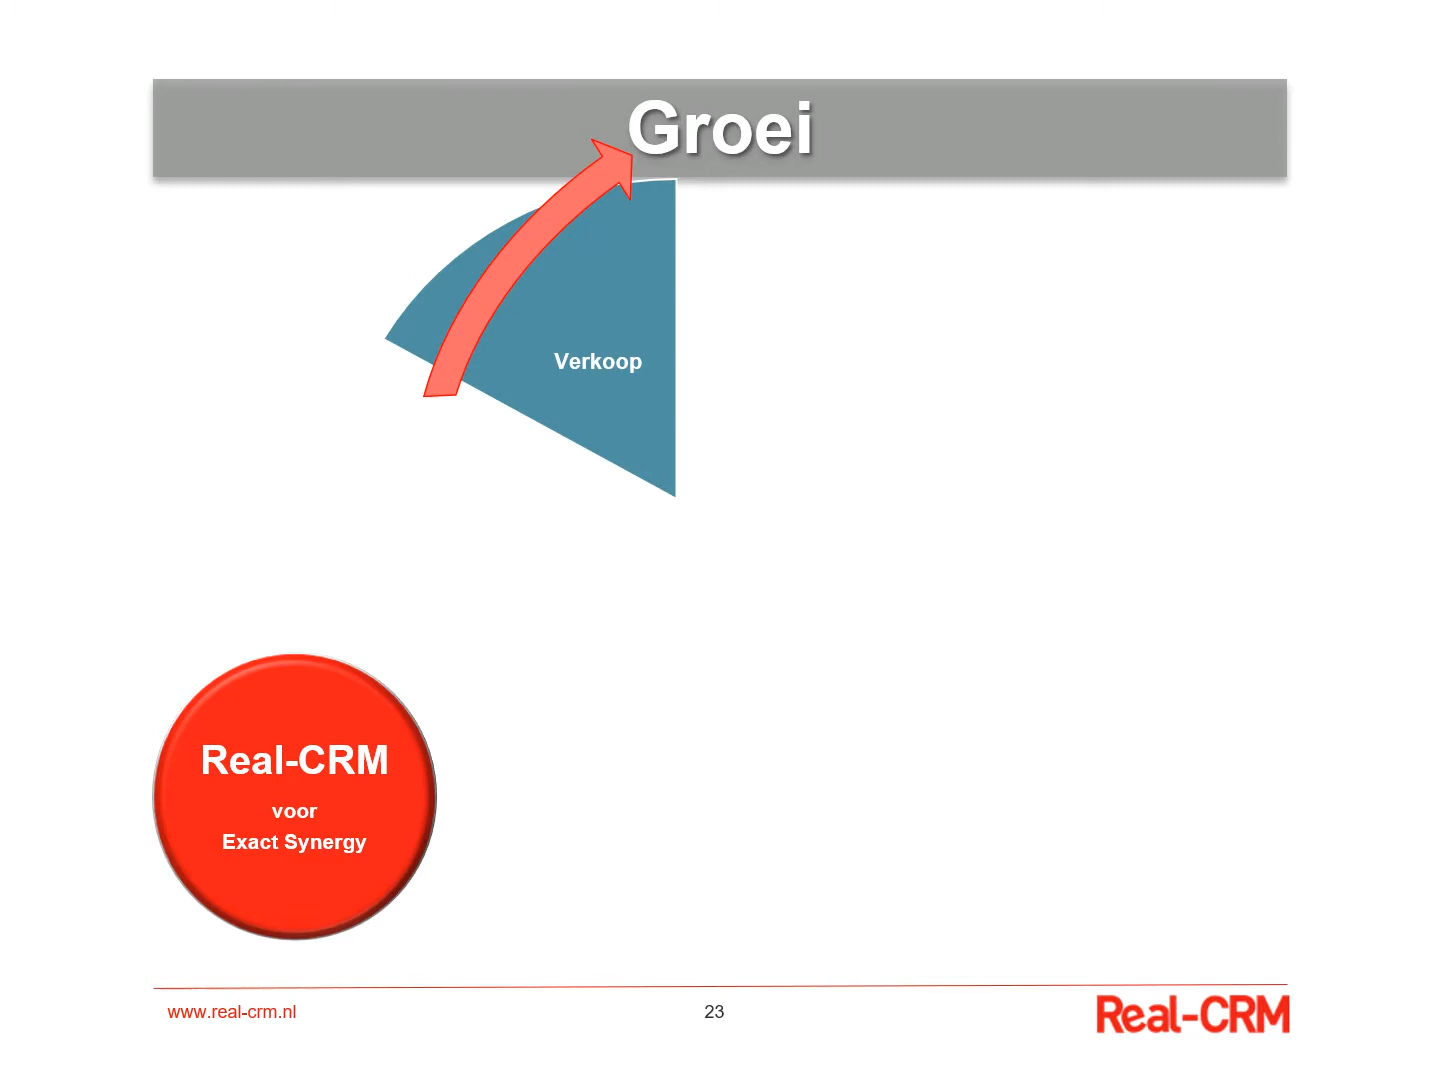 Groei
Verkoop
Real-CRM
voor
Exact Synergy
www.real-crm.nl
23
Real-CRM